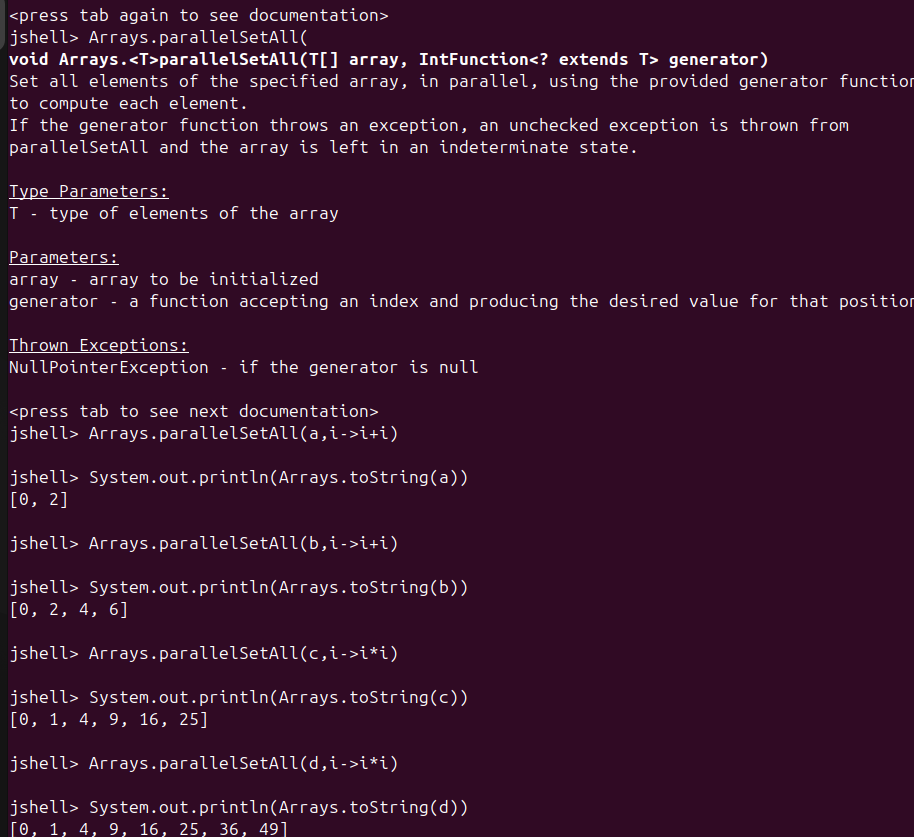 <press tab again to see documentation>
jshell> Arrays.parallelSetAll(
void Arrays.<T>parallelSetAll(T[] array, IntFunction<? extends T> generator)
Set all elements of the specified array, in parallel, using the provided generator function
to compute each element.
If the generator function throws an exception, an unchecked exception is thrown from
parallelSetAll and the array is left in an indeterminate state.
Type Parameters:
T - type of elements of the array
Parameters:
array - array to be initialized
generator - a function accepting an index and producing the desired value for that position
Thrown Exceptions:
NullPointerException - if the generator is null
<press tab to see next documentation>
jshell> Arrays.parallelSetAll(a,i->i+i)
jshell> System.out.println(Arrays.toString(a))
[0, 2]
jshell> Arrays.parallelSetAll(b,i->i+i)
jshell> System.out.println(Arrays.toString(b))
[0, 2, 4, 6]
jshell> Arrays.parallelSetAll(c,i->i*i)
jshell> System.out.println(Arrays.toString(c))
[0, 1, 4, 9, 16, 25]
jshell> Arrays.parallelSetAll(d,i->i*i)
jshell> System.out.println(Arrays.toString(d))
[0, 1, 4, 9, 16, 25, 36, 49]